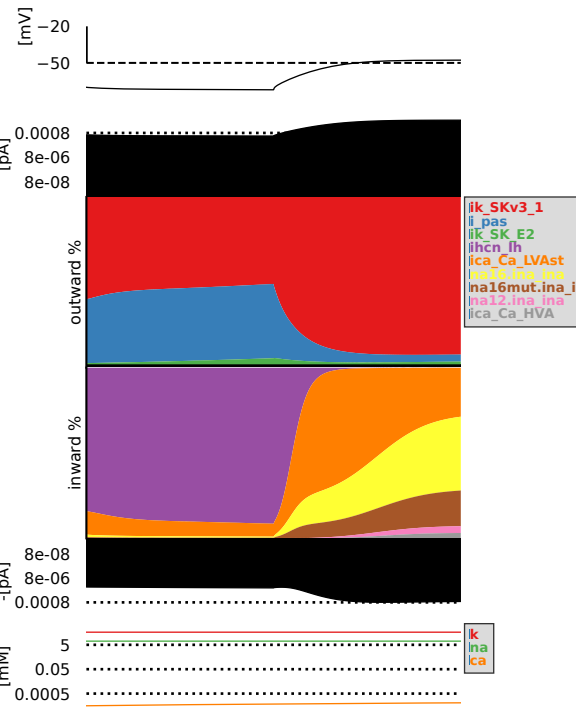 [mV]
−20
−50
[pA]
0.0008
8e-06
8e-08
outward %
ik_SKv3_1
i_pas
ik_SK_E2
ihcn_Ih
ica_Ca_LVAst
na16.ina_ina
na16mut.ina_i
na12.ina_ina
ica_Ca_HVA
inward %
-[pA]
8e-08
8e-06
0.0008
[mM]
5
0.05
0.0005
k
na
ca